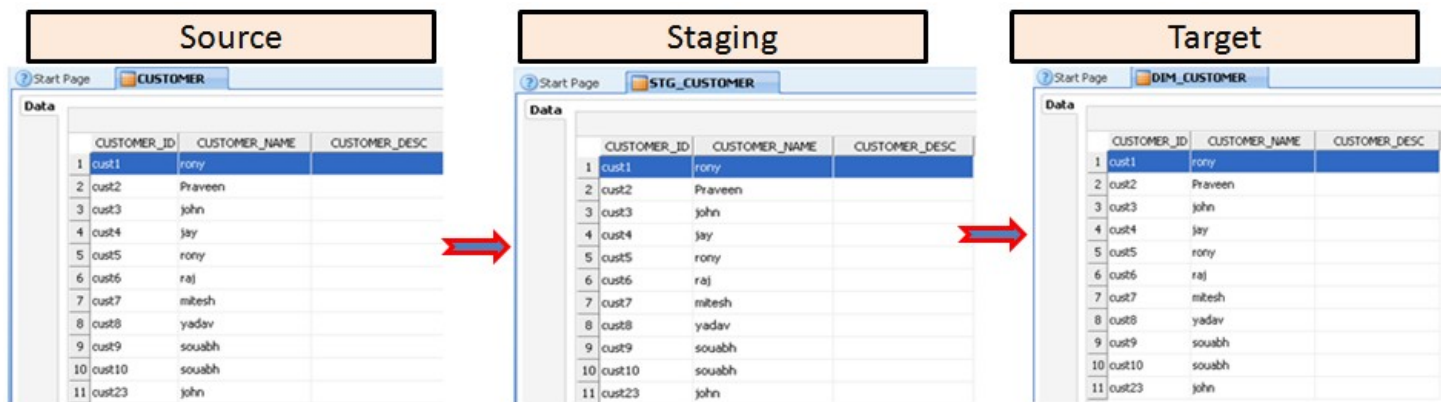 Source
Start Page CUSTOMER
Data
CUSTOMER_ID CUSTOMER_NAME CUSTOMER_DESC
1 cust1 rony
2 cust2 Praveen
3 cust3 john
4 cust4 jay
5 cust5 rony
6 cust6 raj
7 cust7 mitesh
8 cust8 yadav
9 cust9 souabh
10 cust10 souabh
11 cust23 john
Staging
Start Page STG_CUSTOMER
Data
CUSTOMER_ID CUSTOMER_NAME CUSTOMER_DESC
1 cust1 rony
2 cust2 Praveen
3 cust3 john
4 cust4 jay
5 cust5 rony
6 cust6 raj
7 cust7 mitesh
8 cust8 yadav
9 cust9 souabh
10 cust10 souabh
11 cust23 john
Target
Start Page DIM_CUSTOMER
Data
CUSTOMER_ID CUSTOMER_NAME CUSTOMER_DESC
1 cust1 rony
2 cust2 Praveen
3 cust3 john
4 cust4 jay
5 cust5 rony
6 cust6 raj
7 cust7 mitesh
8 cust8 yadav
9 cust9 souabh
10 cust10 souabh
11 cust23 john